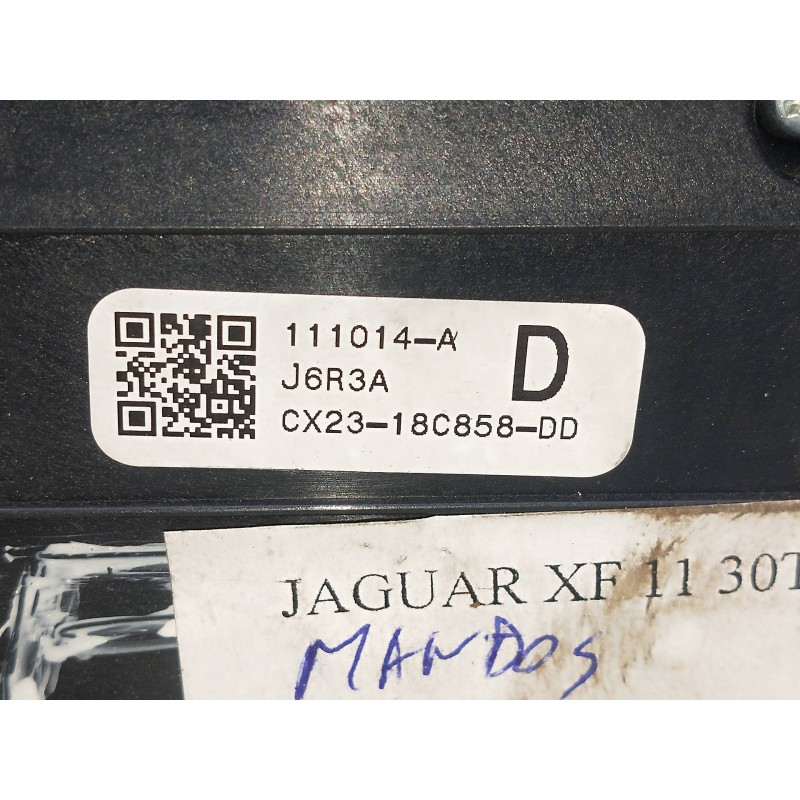 111014-A
J6R3A
CX23-18C858-DD
D
JAGUAR XF 11 30T
MANDOS